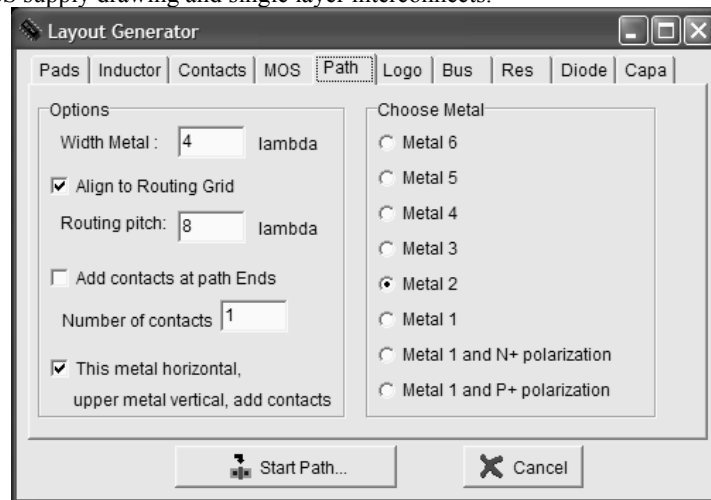 supply drawing and single layer interconnects.
Layout Generator
Pads Inductor Contacts MOS Path Logo Bus Res Diode Capa
Options
Width Metal : 4 lambda
Align to Routing Grid
Routing pitch: 8 lambda
Add contacts at path Ends
Number of contacts 1
This metal horizontal,
upper metal vertical, add contacts
Choose Metal
Metal 6
Metal 5
Metal 4
Metal 3
Metal 2
Metal 1
Metal 1 and N+ polarization
Metal 1 and P+ polarization
Start Path...
Cancel